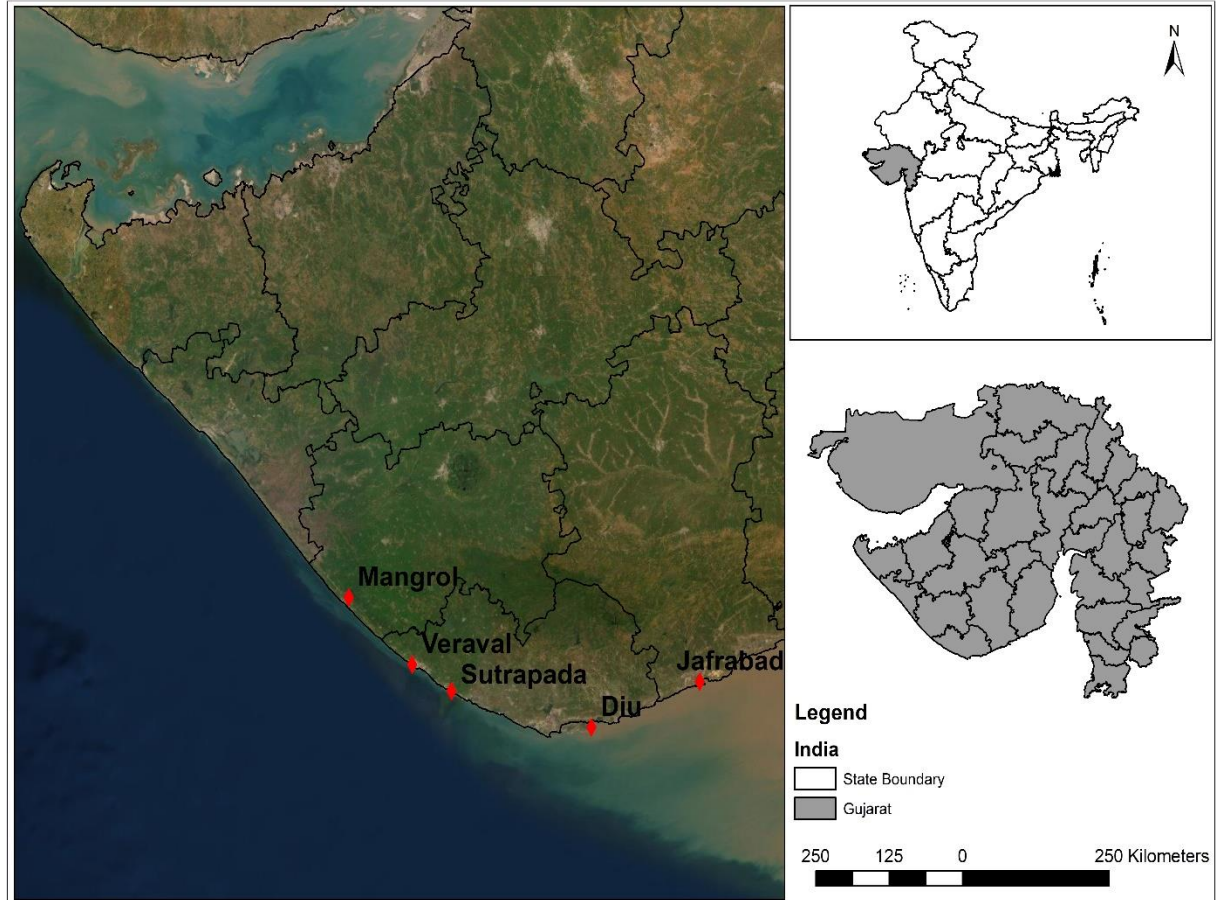 N
Mangrol
Veraval
Sutrapada
Jafrabad
Diu
Legend
India
State Boundary
Gujarat
250 125 0 250 Kilometers